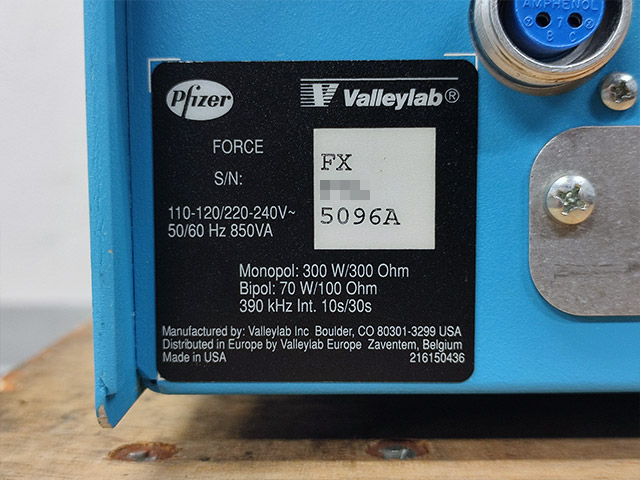 AMPHENOL
7
B C
Pfizer
Valleylab®
FORCE
FX
S/N:
5096A
110-120/220-240V~
50/60 Hz 850VA
Monopol: 300 W/300 Ohm
Bipol: 70 W/100 Ohm
390 kHz Int. 10s/30s
Manufactured by: Valleylab Inc Boulder, CO 80301-3299 USA
Distributed in Europe by Valleylab Europe Zaventem, Belgium
Made in USA 216150436